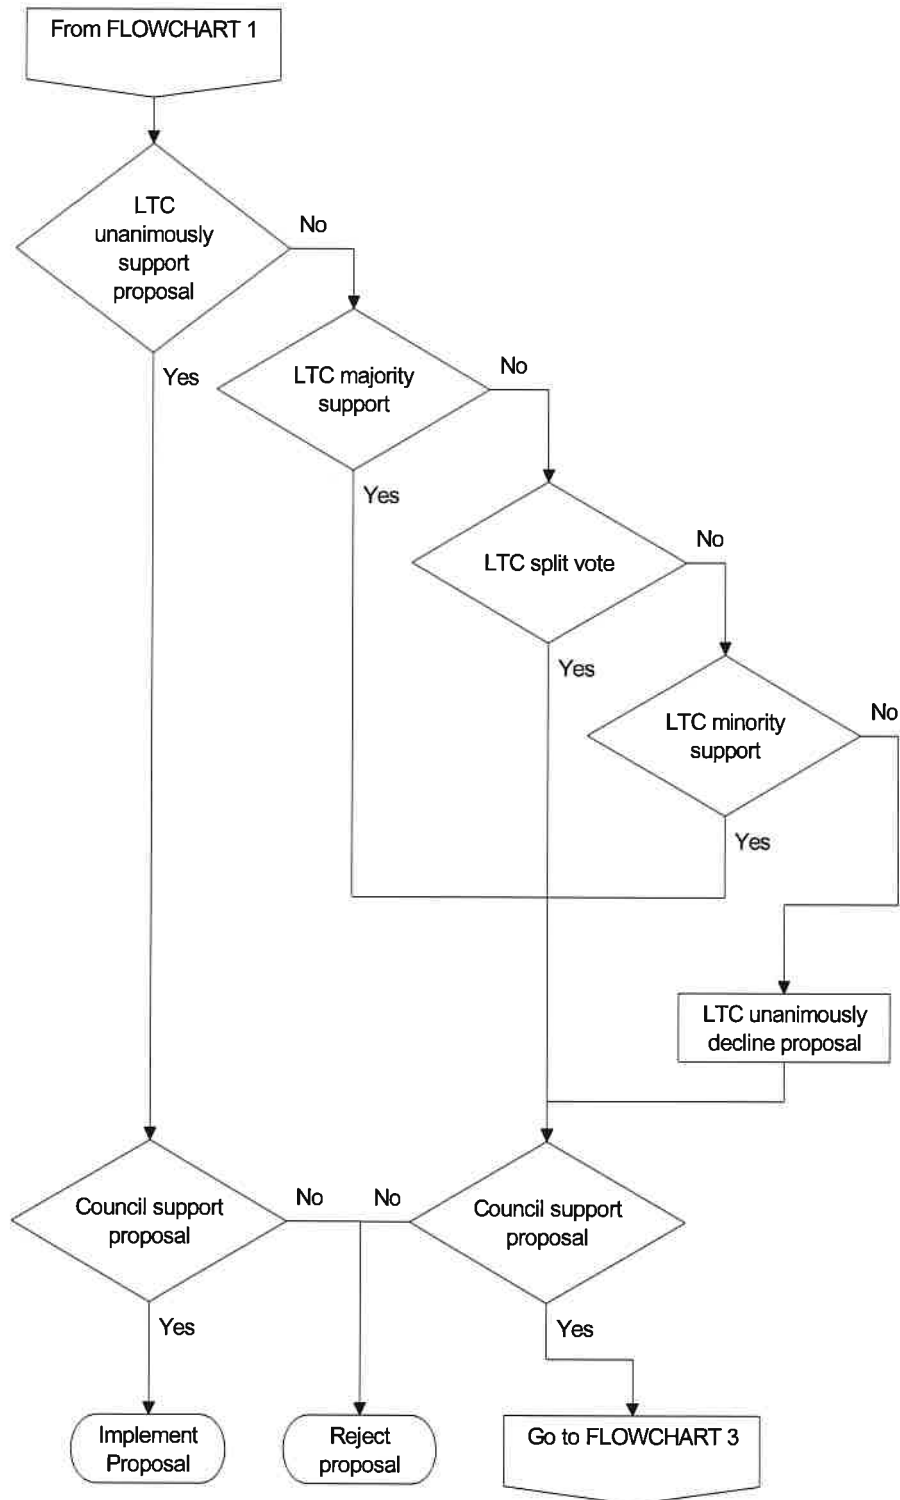 From FLOWCHART 1
LTC
unanimously
support
proposal
No
Yes
LTC majority
support
No
Yes
LTC split vote
No
Yes
LTC minority
support
No
Yes
LTC unanimously
decline proposal
Council support
proposal
No
No
Council support
proposal
Yes
Yes
Implement
Proposal
Reject
proposal
Go to FLOWCHART 3